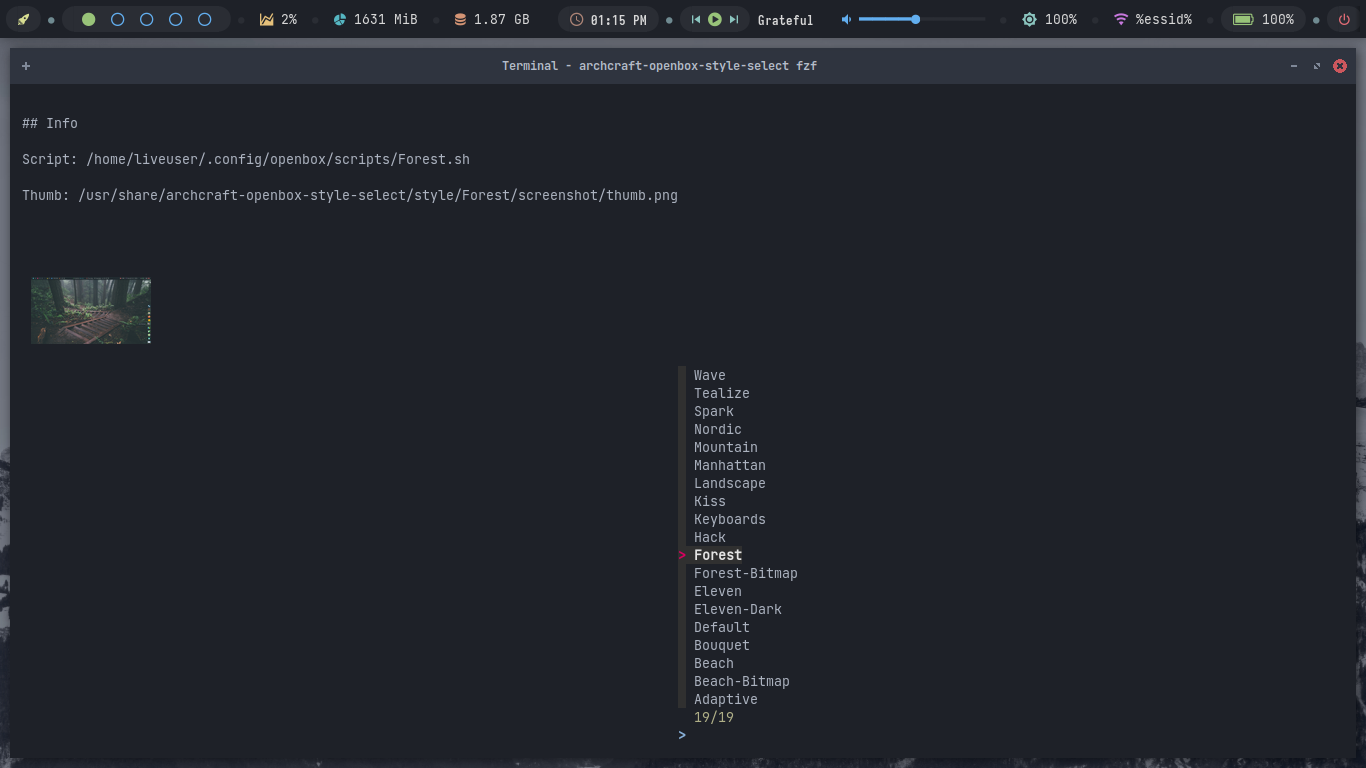 2% 1631 MiB 1.87 GB 01:15 PM Grateful 100% %essid% 100%
+ Terminal - archcraft-openbox-style-select fzf
## Info
Script: /home/liveuser/.config/openbox/scripts/Forest.sh
Thumb: /usr/share/archcraft-openbox-style-select/style/Forest/screenshot/thumb.png
Wave
Tealize
Spark
Nordic
Mountain
Manhattan
Landscape
Kiss
Keyboards
Hack
> Forest
Forest-Bitmap
Eleven
Eleven-Dark
Default
Bouquet
Beach
Beach-Bitmap
Adaptive
19/19
>